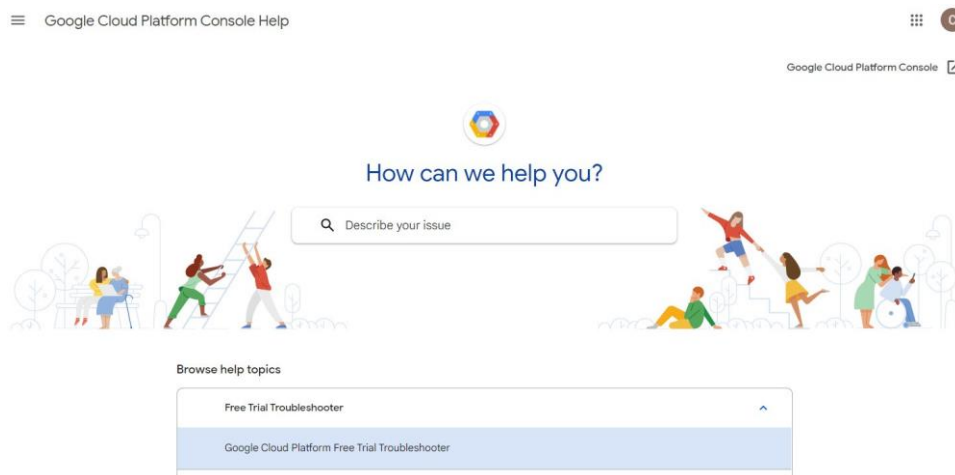 Google Cloud Platform Console Help
C
Google Cloud Platform Console
How can we help you?
Describe your issue
Browse help topics
Free Trial Troubleshooter
Google Cloud Platform Free Trial Troubleshooter